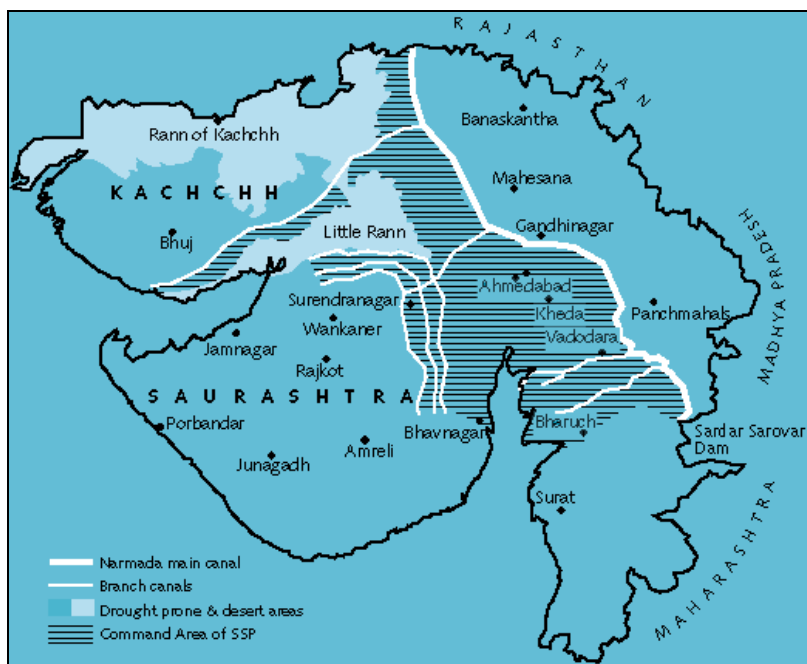 RAJASTHAN
Banaskantha
Rann of Kachchh
Mahesana
KACHCHH
Gandhinagar
Bhuj
Little Rann
MADHYA PRADESH
Ahmedabad
Surendranagar
Kheda
Panchmahals
Wankaner
Jamnagar
Vadodara
Rajkot
SAURASHTRA
Porbandar
Bhavnagar
Bharuch
Sardar Sarovar
Dam
Amreli
Junagadh
Surat
MAHARASHTRA
Narmada main canal
Branch canals
Drought prone & desert areas
Command Area of SSP